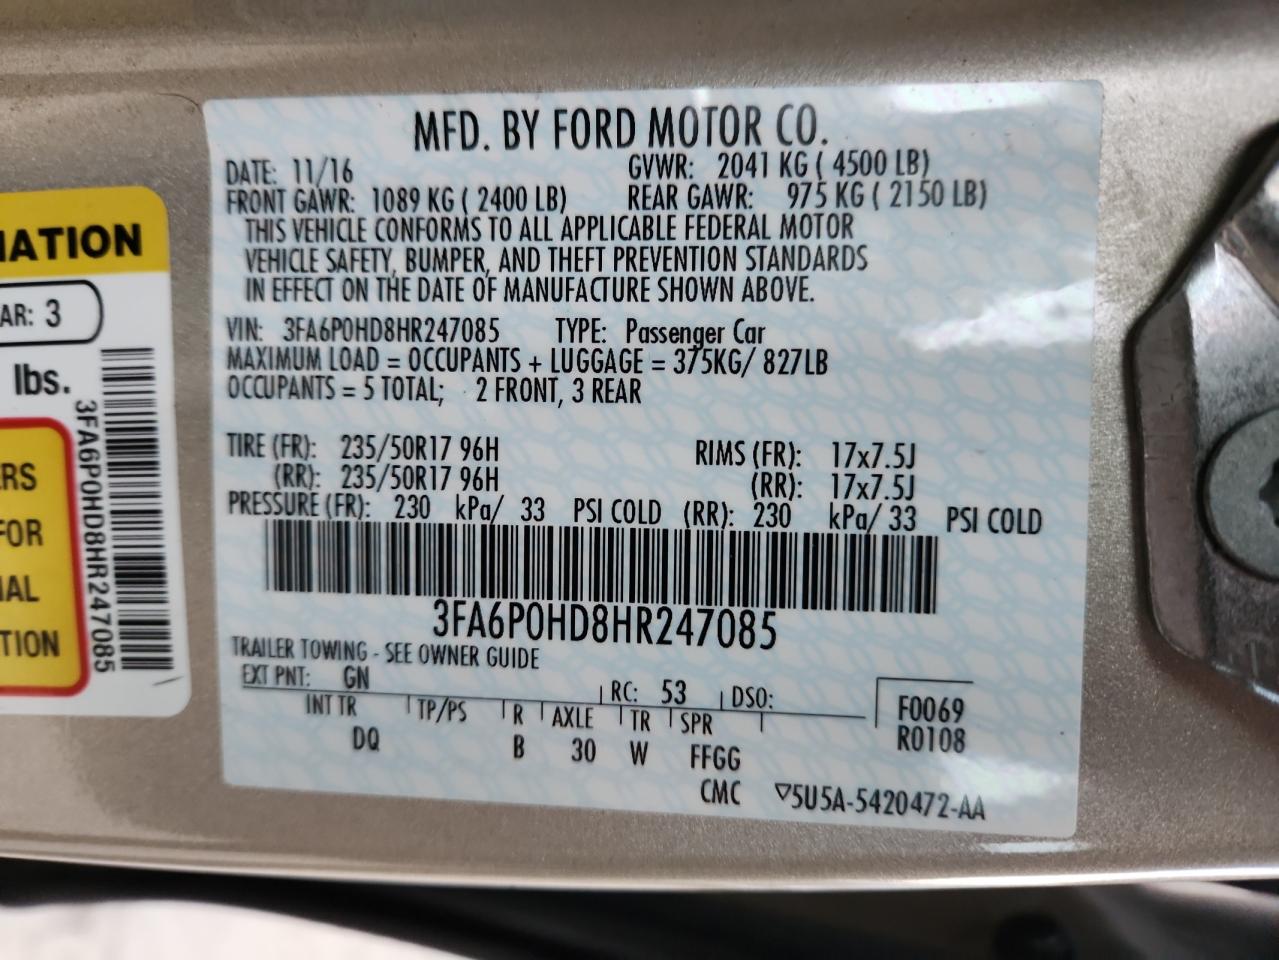 MFD. BY FORD MOTOR CO.
DATE: 11/16 GVWR: 2041 KG ( 4500 LB)
FRONT GAWR: 1089 KG ( 2400 LB) REAR GAWR: 975 KG ( 2150 LB)
THIS VEHICLE CONFORMS TO ALL APPLICABLE FEDERAL MOTOR
VEHICLE SAFETY, BUMPER, AND THEFT PREVENTION STANDARDS
IN EFFECT ON THE DATE OF MANUFACTURE SHOWN ABOVE.
VIN: 3FA6P0HD8HR247085 TYPE: Passenger Car
MAXIMUM LOAD = OCCUPANTS + LUGGAGE = 375KG/ 827LB
OCCUPANTS = 5 TOTAL; 2 FRONT, 3 REAR
TIRE (FR): 235/50R17 96H RIMS (FR): 17x7.5J
(RR): 235/50R17 96H (RR): 17x7.5J
PRESSURE (FR): 230 kPa/ 33 PSI COLD (RR): 230 kPa/ 33 PSI COLD
3FA6P0HD8HR247085
TRAILER TOWING - SEE OWNER GUIDE
EXT PNT: GN RC: 53 DSO:
INT TR TP/PS R AXLE TR SPR
DQ B 30 W FFGG
F0069
R0108
CMC ▽5U5A-5420472-AA
MATION
AR: 3
lbs.
3FA6P0HD8HR247085
ERS
FOR
IAL
TION